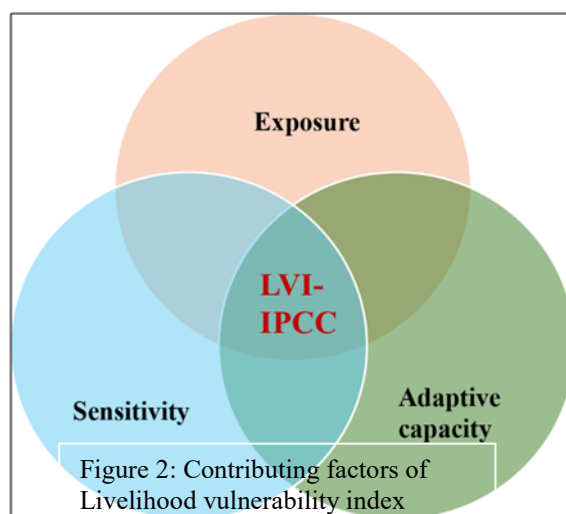 Exposure
LVI-
IPCC
Sensitivity
Adaptive
capacity
Figure 2: Contributing factors of
Livelihood vulnerability index